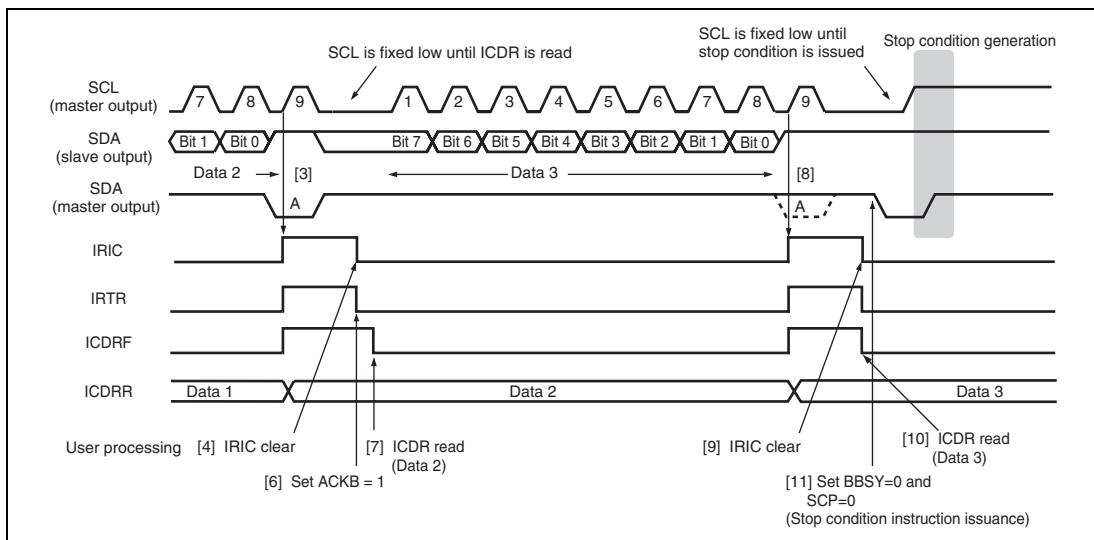 SCL is fixed low until ICDR is read
SCL is fixed low until
stop condition is issued
Stop condition generation
SCL
(master output)
7 8 9 1 2 3 4 5 6 7 8 9
SDA
(slave output)
Bit 1 Bit 0 Bit 7 Bit 6 Bit 5 Bit 4 Bit 3 Bit 2 Bit 1 Bit 0
Data 2 [3] Data 3 [8]
SDA
(master output)
A A
IRIC
IRTR
ICDRF
ICDRR
Data 1 Data 2 Data 3
User processing
[4] IRIC clear
[7] ICDR read
(Data 2)
[6] Set ACKB = 1
[9] IRIC clear
[10] ICDR read
(Data 3)
[11] Set BBSY=0 and
SCP=0
(Stop condition instruction issuance)